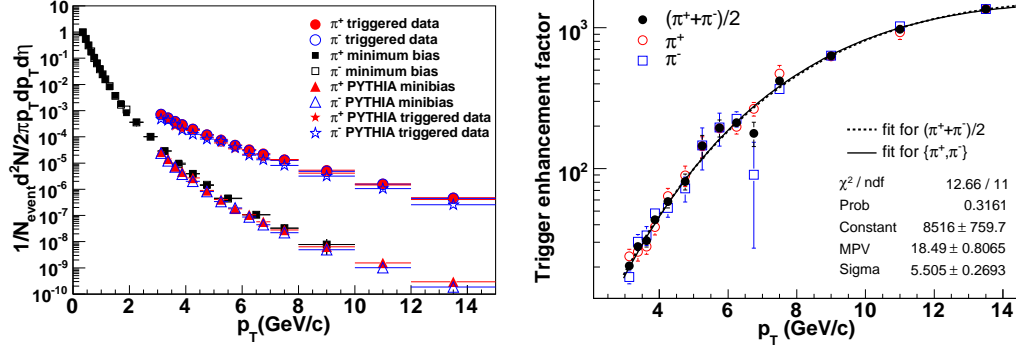 1/N_event d²N/2πp_T dp_T dη
10
1
10⁻¹
10⁻²
10⁻³
10⁻⁴
10⁻⁵
10⁻⁶
10⁻⁷
10⁻⁸
10⁻⁹
10⁻¹⁰
π⁺ triggered data
π⁻ triggered data
π⁺ minimum bias
π⁻ minimum bias
π⁺ PYTHIA minibias
π⁻ PYTHIA minibias
π⁺ PYTHIA triggered data
π⁻ PYTHIA triggered data
0 2 4 6 8 10 12 14
p_T(GeV/c)
Trigger enhancement factor
10³
10²
(π⁺+π⁻)/2
π⁺
π⁻
fit for (π⁺+π⁻)/2
fit for {π⁺,π⁻}
χ² / ndf 12.66 / 11
Prob 0.3161
Constant 8516 ± 759.7
MPV 18.49 ± 0.8065
Sigma 5.505 ± 0.2693
4 6 8 10 12 14
p_T (GeV/c)